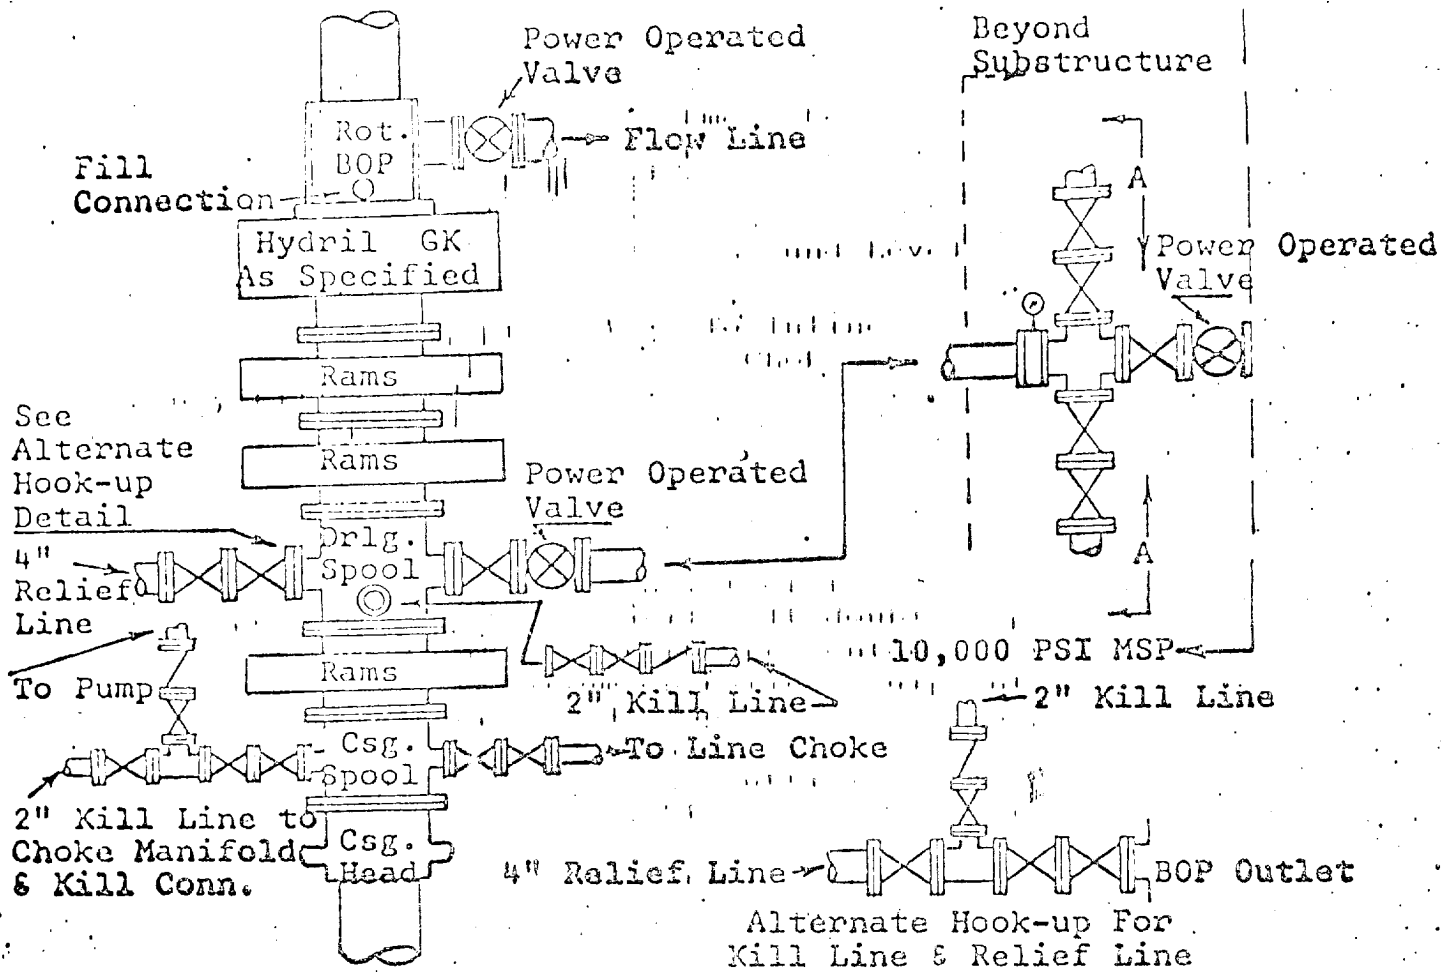 Power Operated
Valve
Beyond
Substructure
Rot.
BOP
Flow Line
Fill
Connection
Hydril GK
As Specified
A
Power Operated
Valve
Rams
See
Alternate
Hook-up
Detail
Rams
Power Operated
Valve
Drlg.
Spool
4"
Relief
Line
A
To Pump
Rams
10,000 PSI MSP
2" Kill Line
2" Kill Line
Csg.
Spool
To Line Choke
2" Kill Line to
Choke Manifold
& Kill Conn.
Csg.
Head
4" Relief Line
BOP Outlet
Alternate Hook-up For
Kill Line & Relief Line